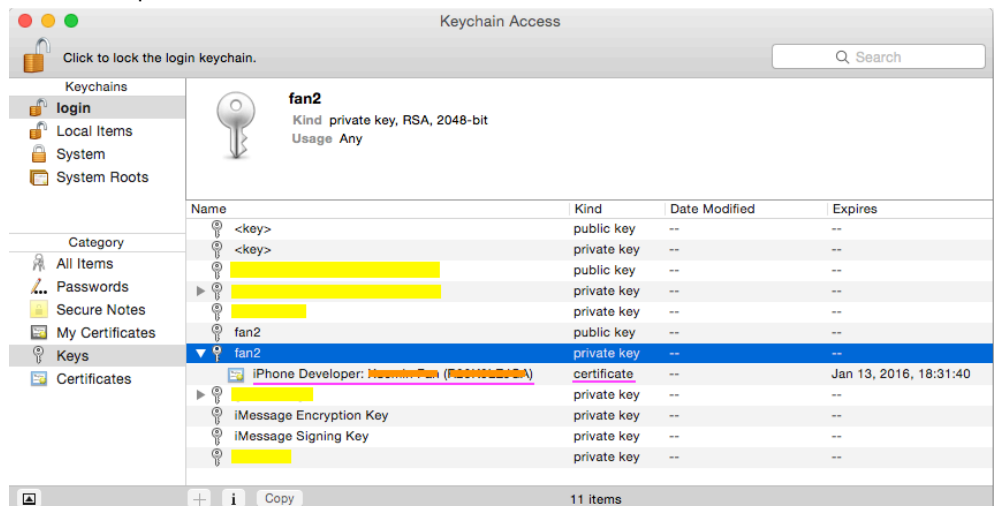 Keychain Access
Click to lock the login keychain.
Search
Keychains
login
Local Items
System
System Roots
fan2
Kind private key, RSA, 2048-bit
Usage Any
Name Kind Date Modified Expires
<key> public key -- --
<key> private key -- --
public key -- --
private key -- --
private key -- --
fan2 public key -- --
fan2 private key -- --
iPhone Developer: certificate -- Jan 13, 2016, 18:31:40
private key -- --
iMessage Encryption Key private key -- --
iMessage Signing Key private key -- --
private key -- --
Category
All Items
Passwords
Secure Notes
My Certificates
Keys
Certificates
Copy
11 items